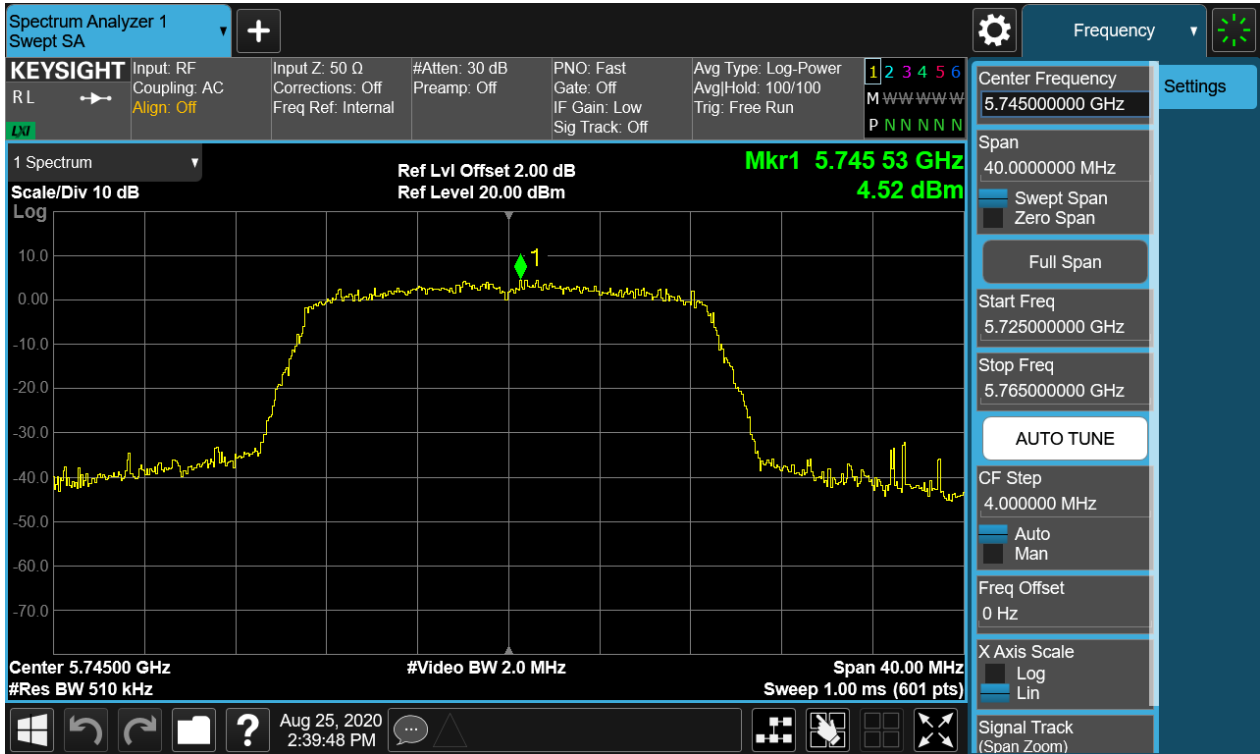 Spectrum Analyzer 1
Swept SA
Frequency
KEYSIGHT
R L
LXI
Input: RF
Coupling: AC
Align: Off
Input Z: 50 Ω
Corrections: Off
Freq Ref: Internal
#Atten: 30 dB
Preamp: Off
PNO: Fast
Gate: Off
IF Gain: Low
Sig Track: Off
Avg Type: Log-Power
Avg|Hold: 100/100
Trig: Free Run
1 2 3 4 5 6
M W W W W W
P N N N N N
1 Spectrum
Scale/Div 10 dB
Log
Ref Lvl Offset 2.00 dB
Ref Level 20.00 dBm
Mkr1 5.745 53 GHz
4.52 dBm
1
10.0
0.00
-10.0
-20.0
-30.0
-40.0
-50.0
-60.0
-70.0
Center 5.74500 GHz
#Res BW 510 kHz
#Video BW 2.0 MHz
Span 40.00 MHz
Sweep 1.00 ms (601 pts)
Center Frequency
5.745000000 GHz
Span
40.0000000 MHz
Swept Span
Zero Span
Full Span
Start Freq
5.725000000 GHz
Stop Freq
5.765000000 GHz
AUTO TUNE
CF Step
4.000000 MHz
Auto
Man
Freq Offset
0 Hz
X Axis Scale
Log
Lin
Signal Track
(Span Zoom)
Settings
?
Aug 25, 2020
2:39:48 PM